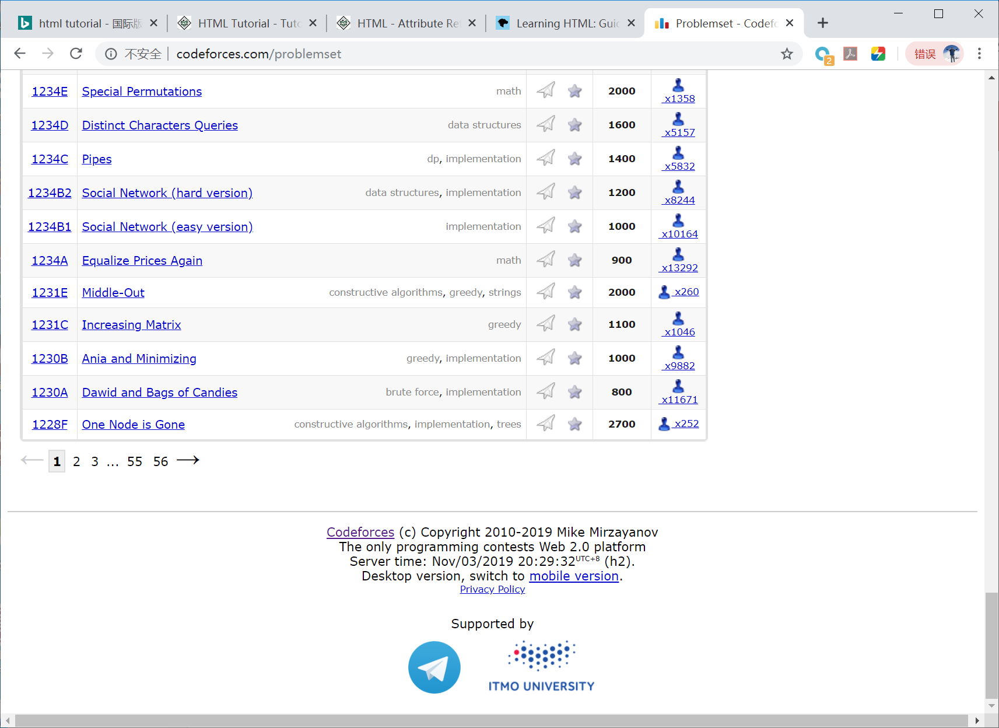 html tutorial - 国际版
HTML Tutorial - Tuto
HTML - Attribute Re
Learning HTML: Guid
Problemset - Codefo
不安全
codeforces.com/problemset
2
错误
1234E Special Permutations math 2000 x1358
1234D Distinct Characters Queries data structures 1600 x5157
1234C Pipes dp, implementation 1400 x5832
1234B2 Social Network (hard version) data structures, implementation 1200 x8244
1234B1 Social Network (easy version) implementation 1000 x10164
1234A Equalize Prices Again math 900 x13292
1231E Middle-Out constructive algorithms, greedy, strings 2000 x260
1231C Increasing Matrix greedy 1100 x1046
1230B Ania and Minimizing greedy, implementation 1000 x9882
1230A Dawid and Bags of Candies brute force, implementation 800 x11671
1228F One Node is Gone constructive algorithms, implementation, trees 2700 x252
← 1 2 3 ... 55 56 →
Codeforces (c) Copyright 2010-2019 Mike Mirzayanov
The only programming contests Web 2.0 platform
Server time: Nov/03/2019 20:29:32 UTC+8 (h2).
Desktop version, switch to mobile version.
Privacy Policy
Supported by
ITMO UNIVERSITY